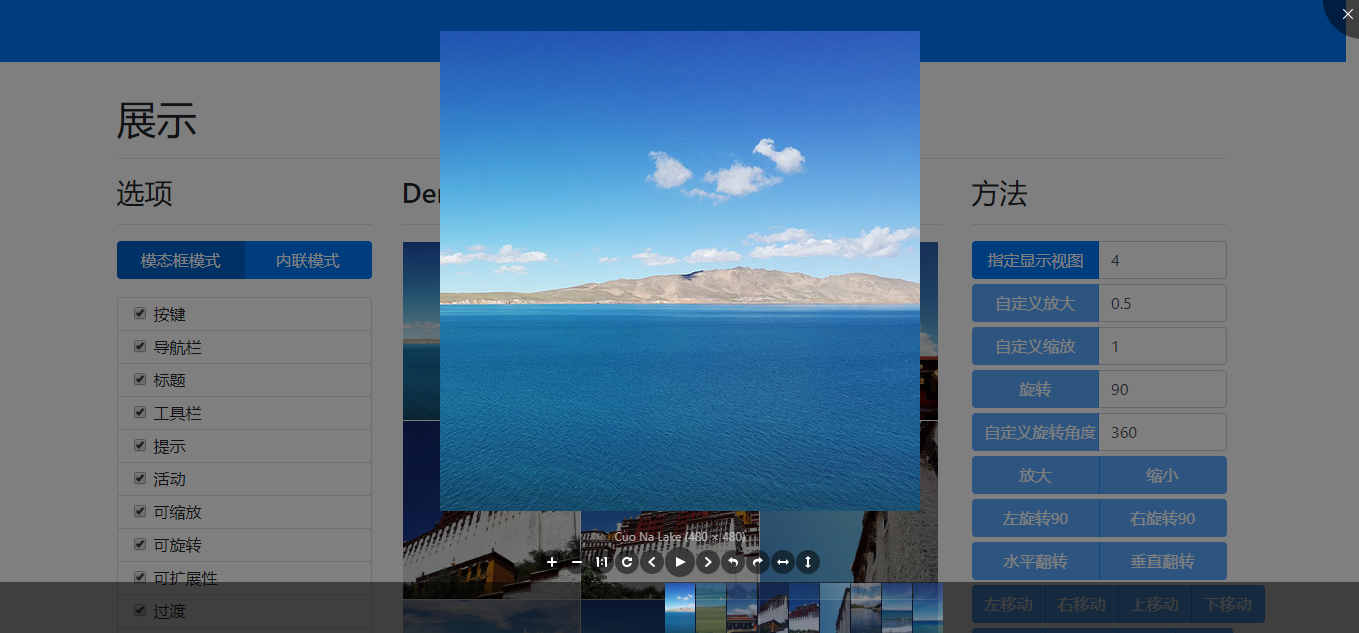 展示
选项
Der
方法
模态框模式 内联模式
按键
导航栏
标题
工具栏
提示
活动
可缩放
可旋转
可扩展性
过渡
Cuo Na Lake (480 × 480)
1:1
指定显示视图 4
自定义放大 0.5
自定义缩放 1
旋转 90
自定义旋转角度 360
放大 缩小
左旋转90 右旋转90
水平翻转 垂直翻转
左移动 右移动 上移动 下移动